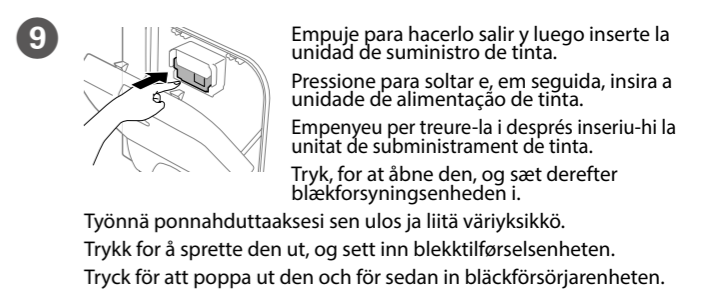 9
Empuje para hacerlo salir y luego inserte la
unidad de suministro de tinta.
Pressione para soltar e, em seguida, insira a
unidade de alimentação de tinta.
Empenyeu per treure-la i després inseriu-hi la
unitat de subministrament de tinta.
Tryk, for at åbne den, og sæt derefter
blækforsyningsenheden i.
Työnnä ponnahduttaaksesi sen ulos ja liitä väriyksikkö.
Trykk for å sprette den ut, og sett inn blekktilførselsenheten.
Tryck för att poppa ut den och för sedan in bläckförsörjarenheten.